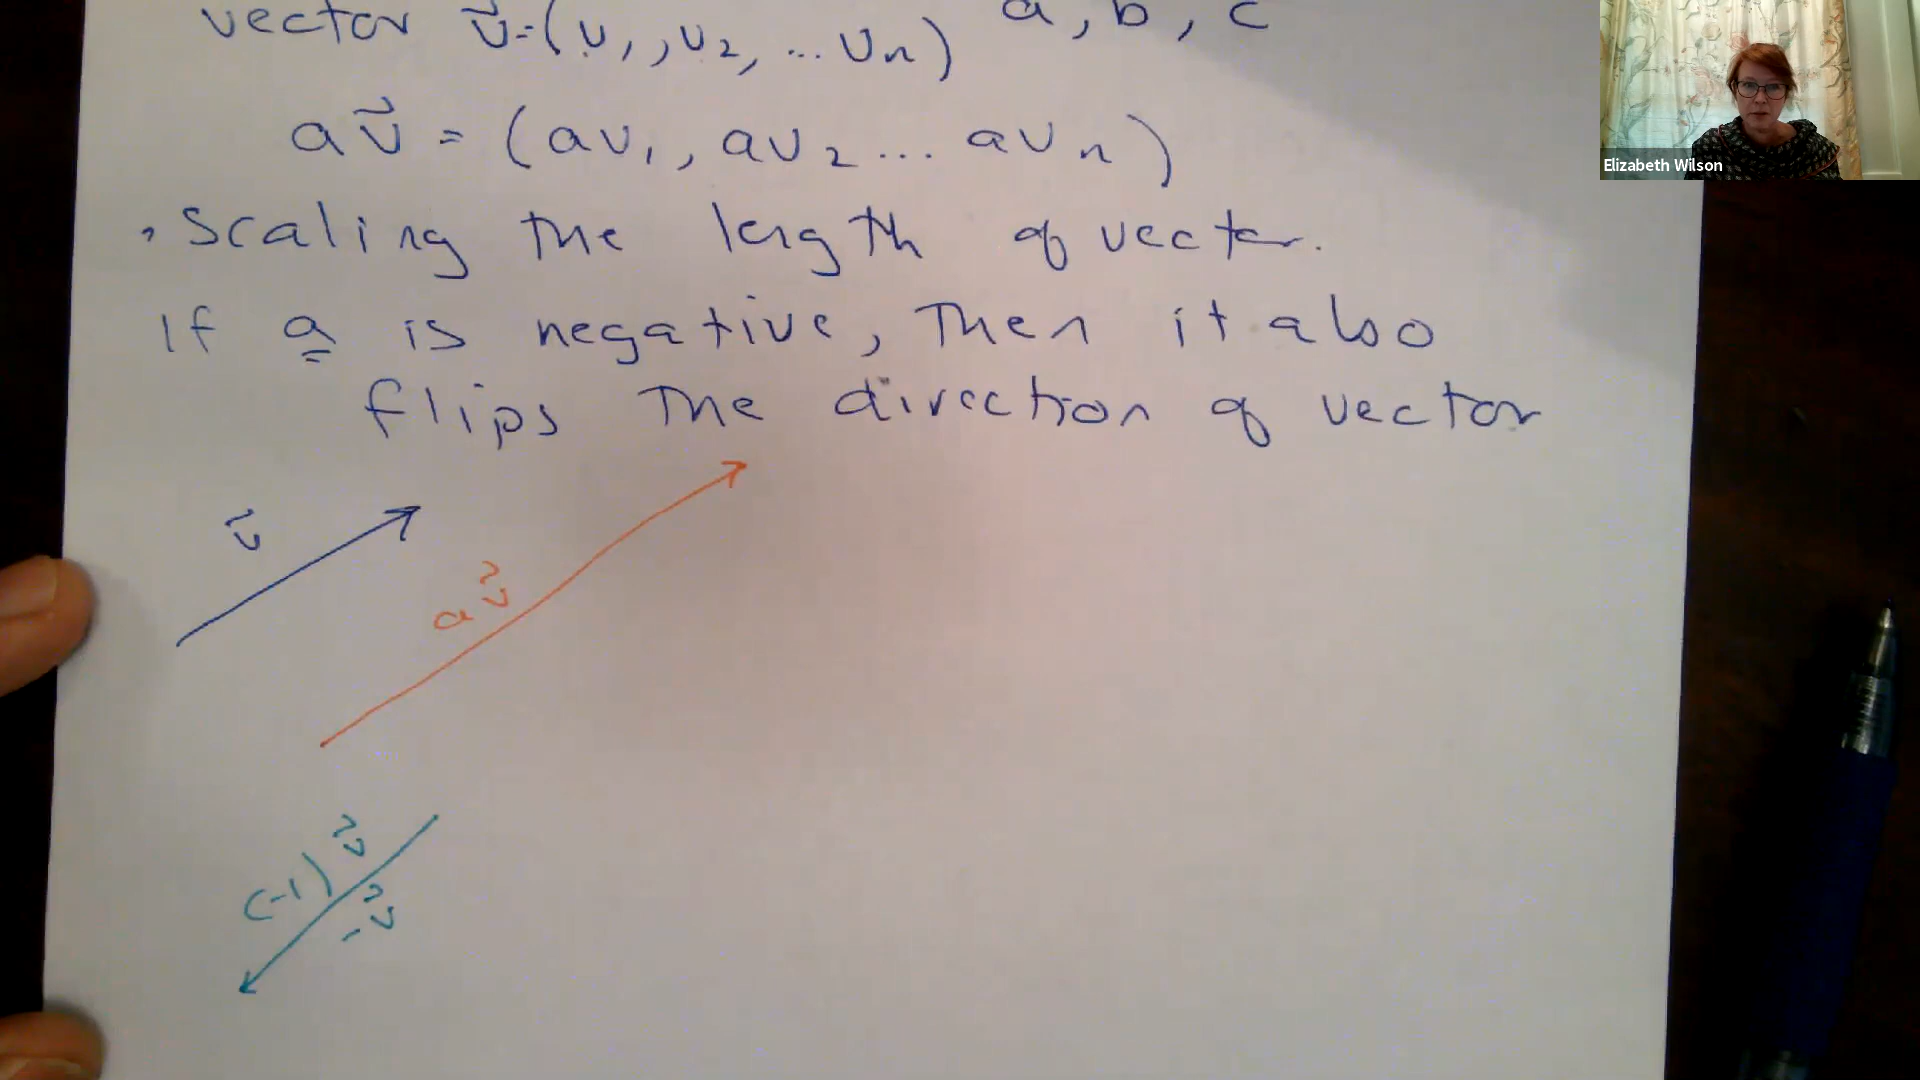 vector v⃗=(v₁,v₂, ... vₙ) a, b, c
av⃗ = (av₁, av₂ ... avₙ)
Elizabeth Wilson
• scaling the length of vector.
If a is negative, then it also
flips the direction of vector
v⃗
av⃗
(-1)v⃗
-v⃗